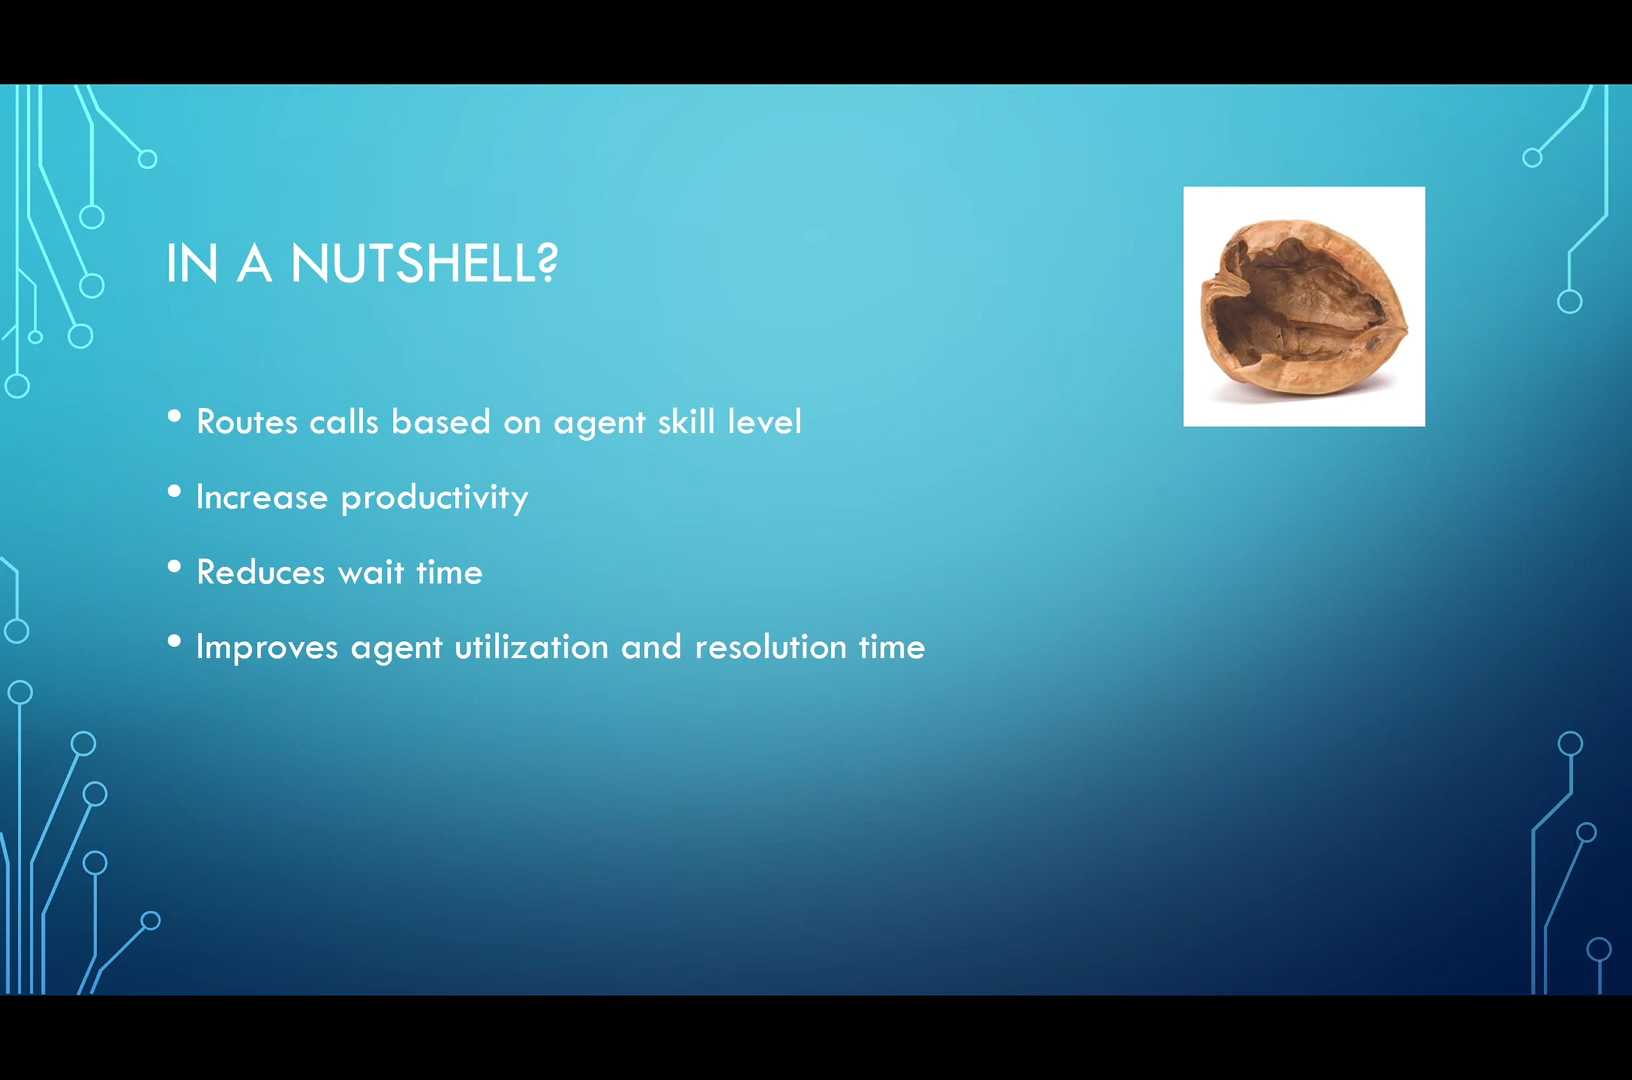 IN A NUTSHELL?
• Routes calls based on agent skill level
• Increase productivity
• Reduces wait time
• Improves agent utilization and resolution time